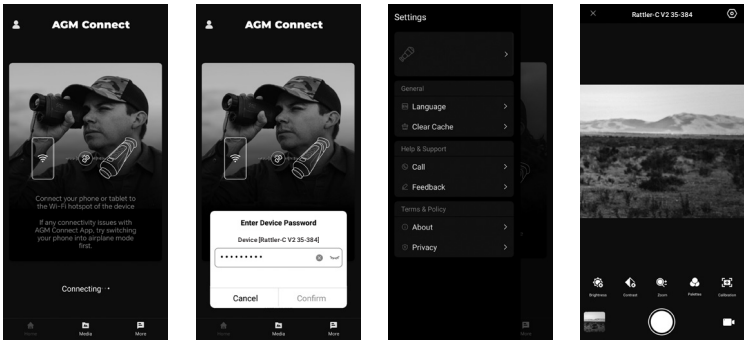 AGM Connect
Connect your phone or tablet to
the Wi-Fi hotspot of the device
If any connectivity issues with
AGM Connect App, try switching
your phone into airplane mode
first.
Connecting···
Home
Media
More
AGM Connect
Enter Device Password
Device [Rattler-C V2 35-384]
•••••••••
Cancel
Confirm
Home
Media
More
Settings
General
Language
Clear Cache
Help & Support
Call
Feedback
Terms & Policy
About
Privacy
More
Rattler-C V2 35-384
Brightness
Contrast
Zoom
Palettes
Calibration